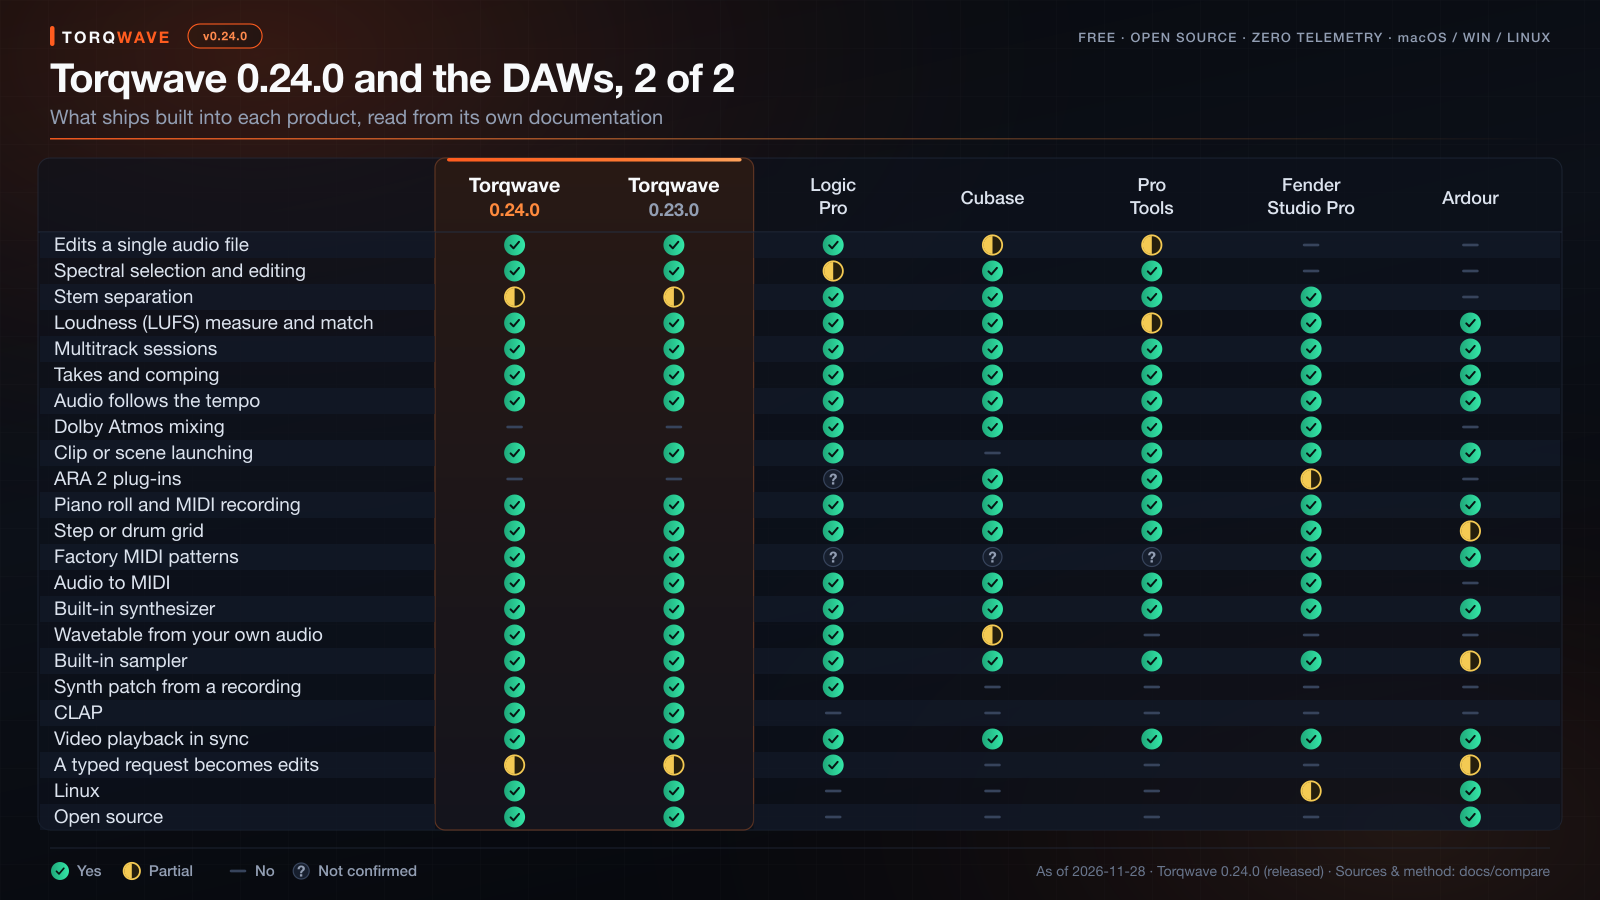 TORQWAVE v0.24.0
FREE · OPEN SOURCE · ZERO TELEMETRY · macOS / WIN / LINUX
Torqwave 0.24.0 and the DAWs, 2 of 2
What ships built into each product, read from its own documentation
Torqwave 0.24.0
Torqwave 0.23.0
Logic Pro
Cubase
Pro Tools
Fender Studio Pro
Ardour
Edits a single audio file
Spectral selection and editing
Stem separation
Loudness (LUFS) measure and match
Multitrack sessions
Takes and comping
Audio follows the tempo
Dolby Atmos mixing
Clip or scene launching
ARA 2 plug-ins ?
Piano roll and MIDI recording
Step or drum grid
Factory MIDI patterns ? ? ?
Audio to MIDI
Built-in synthesizer
Wavetable from your own audio
Built-in sampler
Synth patch from a recording
CLAP
Video playback in sync
A typed request becomes edits
Linux
Open source
Yes Partial No ? Not confirmed
As of 2026-11-28 · Torqwave 0.24.0 (released) · Sources & method: docs/compare